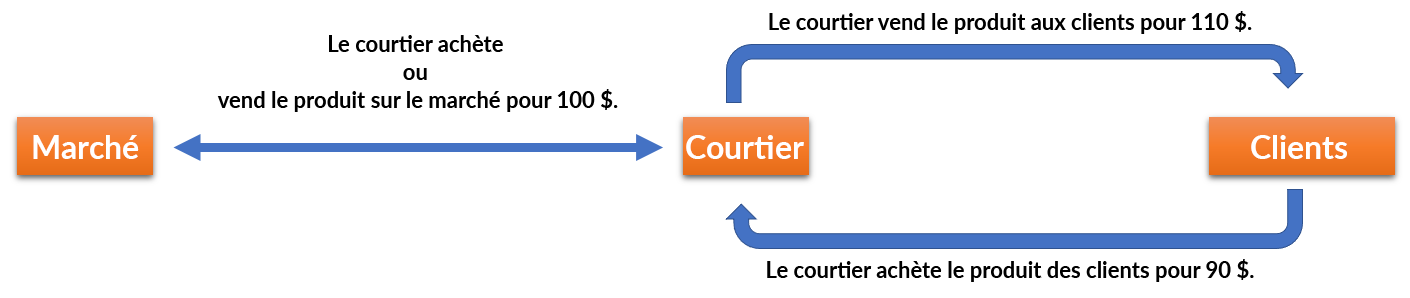 Le courtier vend le produit aux clients pour 110 $.
Le courtier achète
ou
vend le produit sur le marché pour 100 $.
Marché
Courtier
Clients
Le courtier achète le produit des clients pour 90 $.